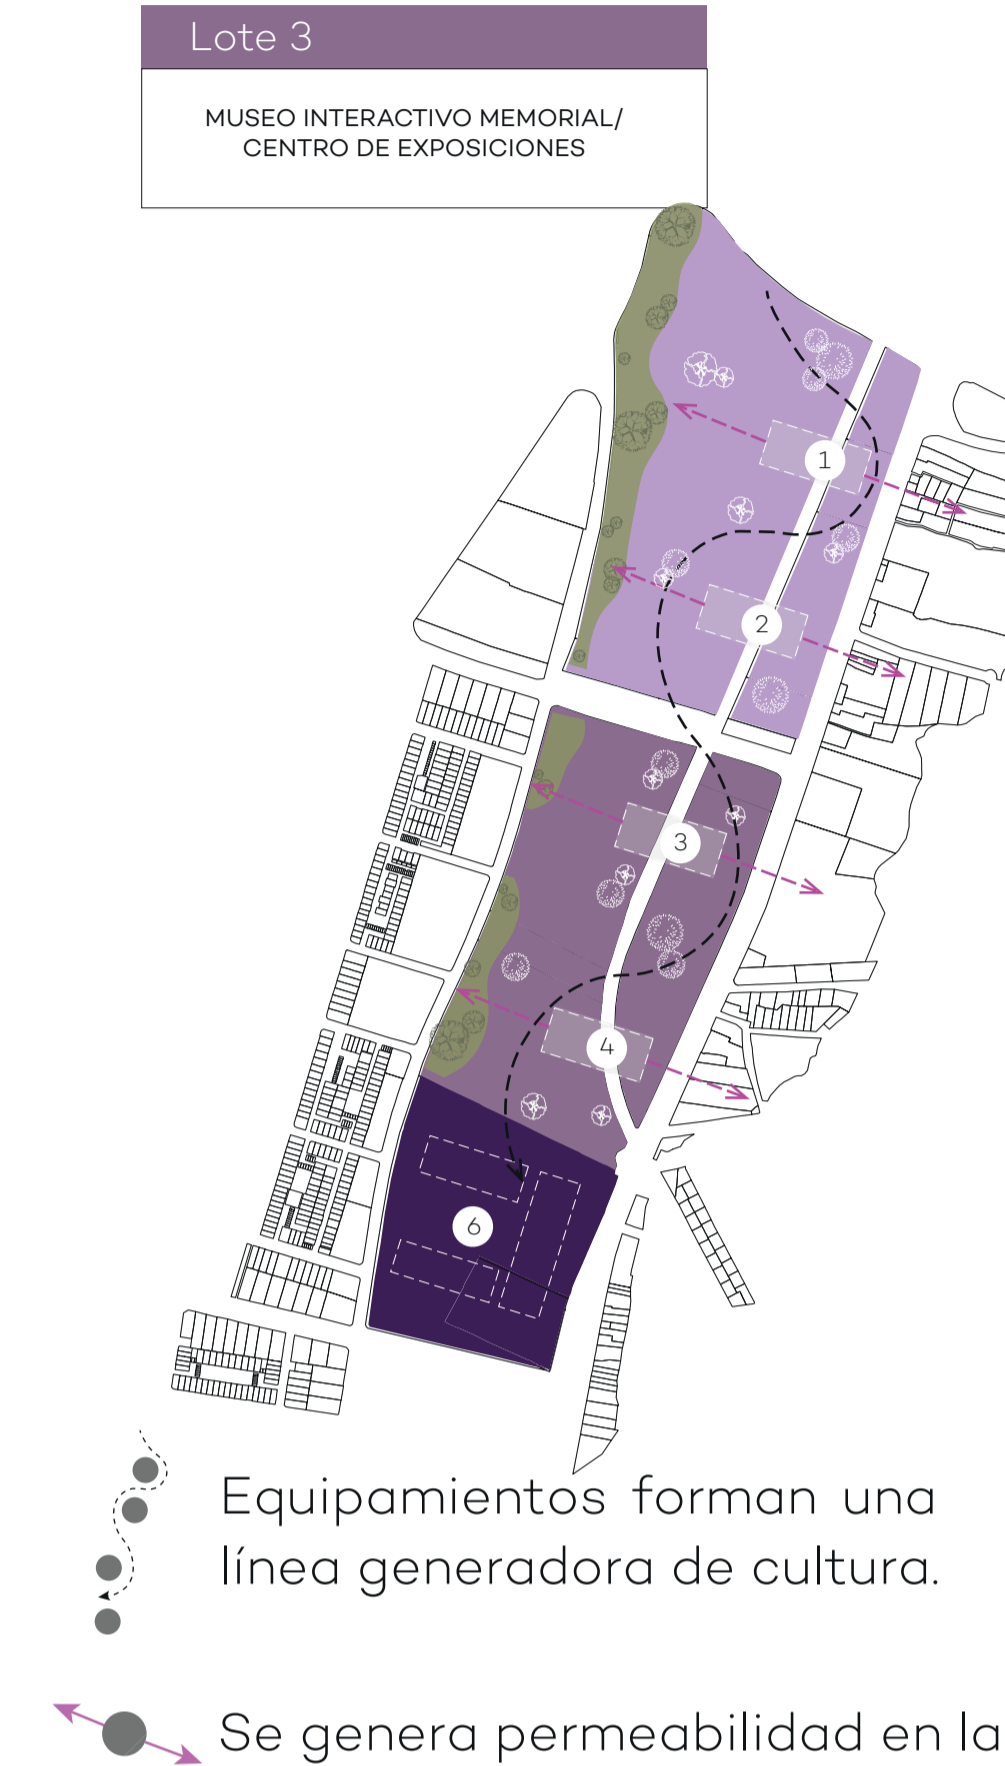 Lote 3
MUSEO INTERACTIVO MEMORIAL/
CENTRO DE EXPOSICIONES
1
2
3
4
6
Equipamientos forman una
línea generadora de cultura.
Se genera permeabilidad en la